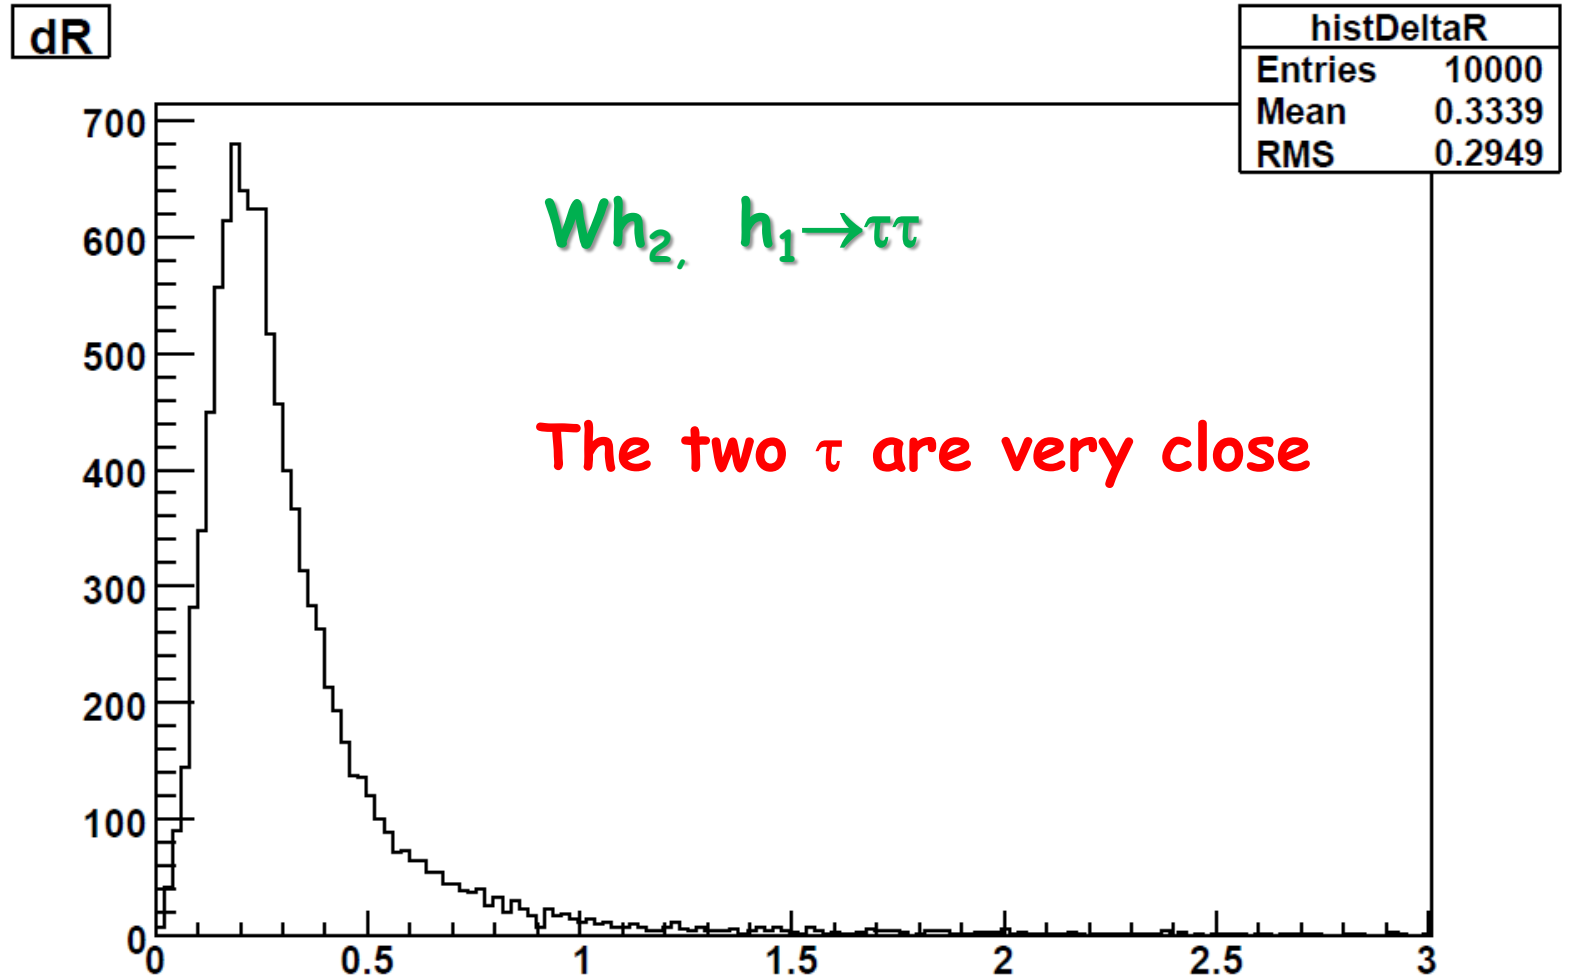 dR
histDeltaR
Entries 10000
Mean 0.3339
RMS 0.2949
700
600
500
400
300
200
100
0
Wh₂, h₁→ττ
The two τ are very close
0 0.5 1 1.5 2 2.5 3